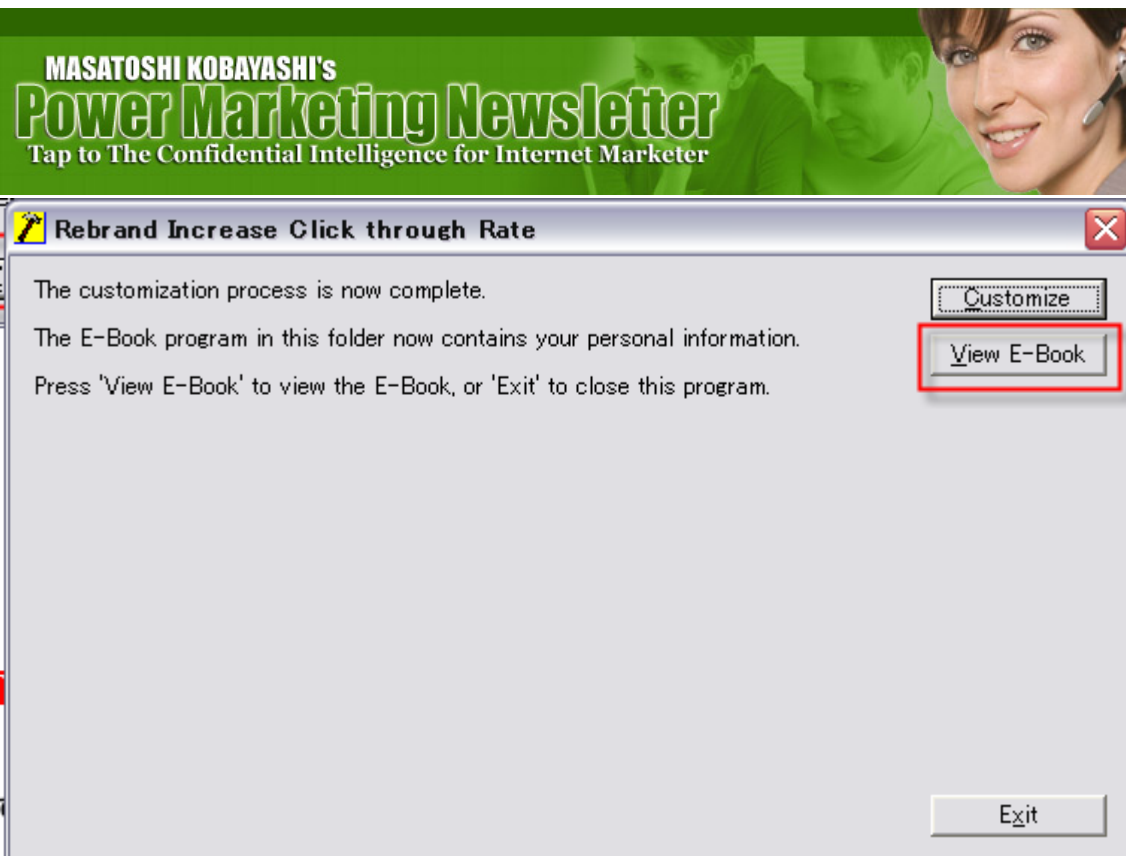 MASATOSHI KOBAYASHI's
Power Marketing Newsletter
Tap to The Confidential Intelligence for Internet Marketer
Rebrand Increase Click through Rate
The customization process is now complete.
Customize
The E-Book program in this folder now contains your personal information.
View E-Book
Press 'View E-Book' to view the E-Book, or 'Exit' to close this program.
Exit